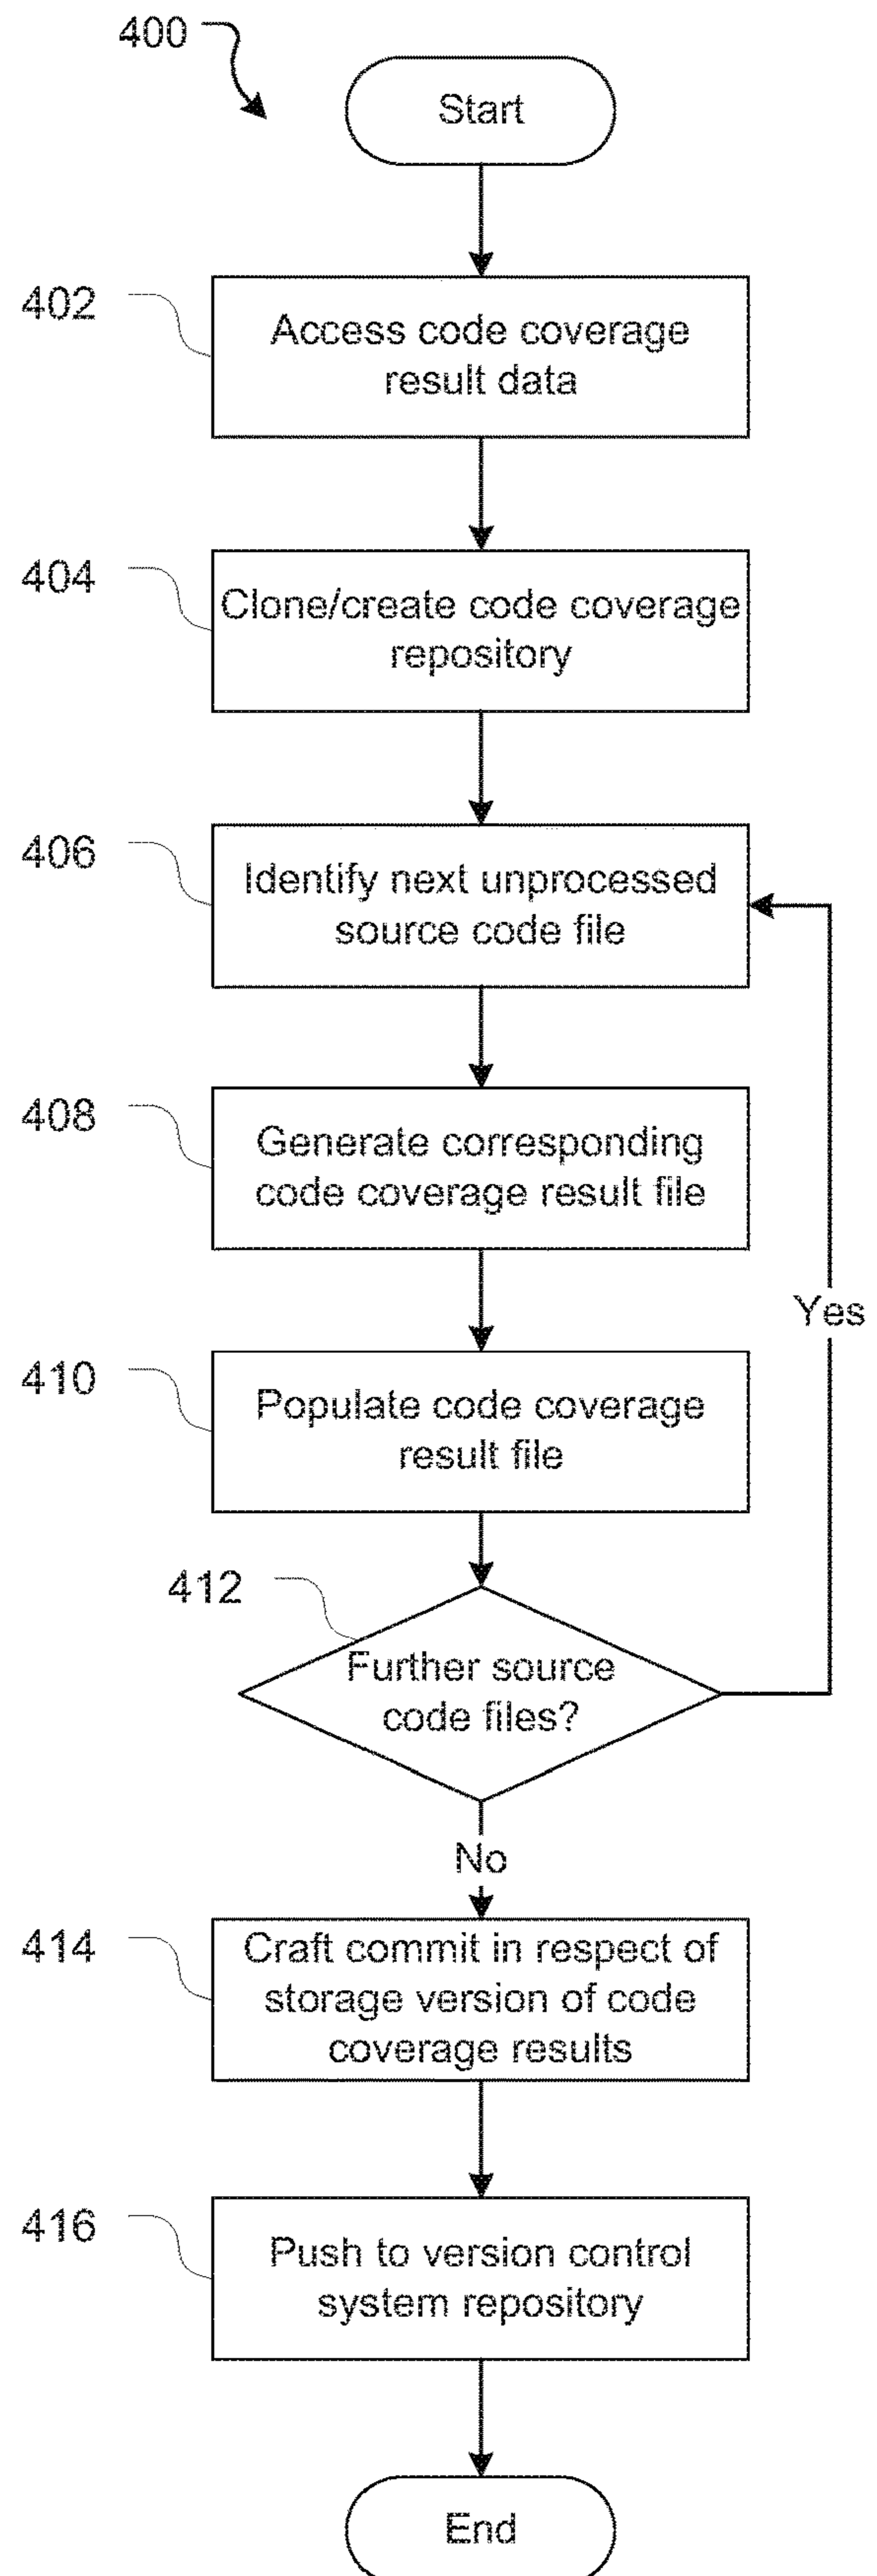 400
Start
402
Access code coverage
result data
404
Clone/create code coverage
repository
406
Identify next unprocessed
source code file
408
Generate corresponding
code coverage result file
Yes
410
Populate code coverage
result file
412
Further source
code files?
No
414
Craft commit in respect of
storage version of code
coverage results
416
Push to version control
system repository
End